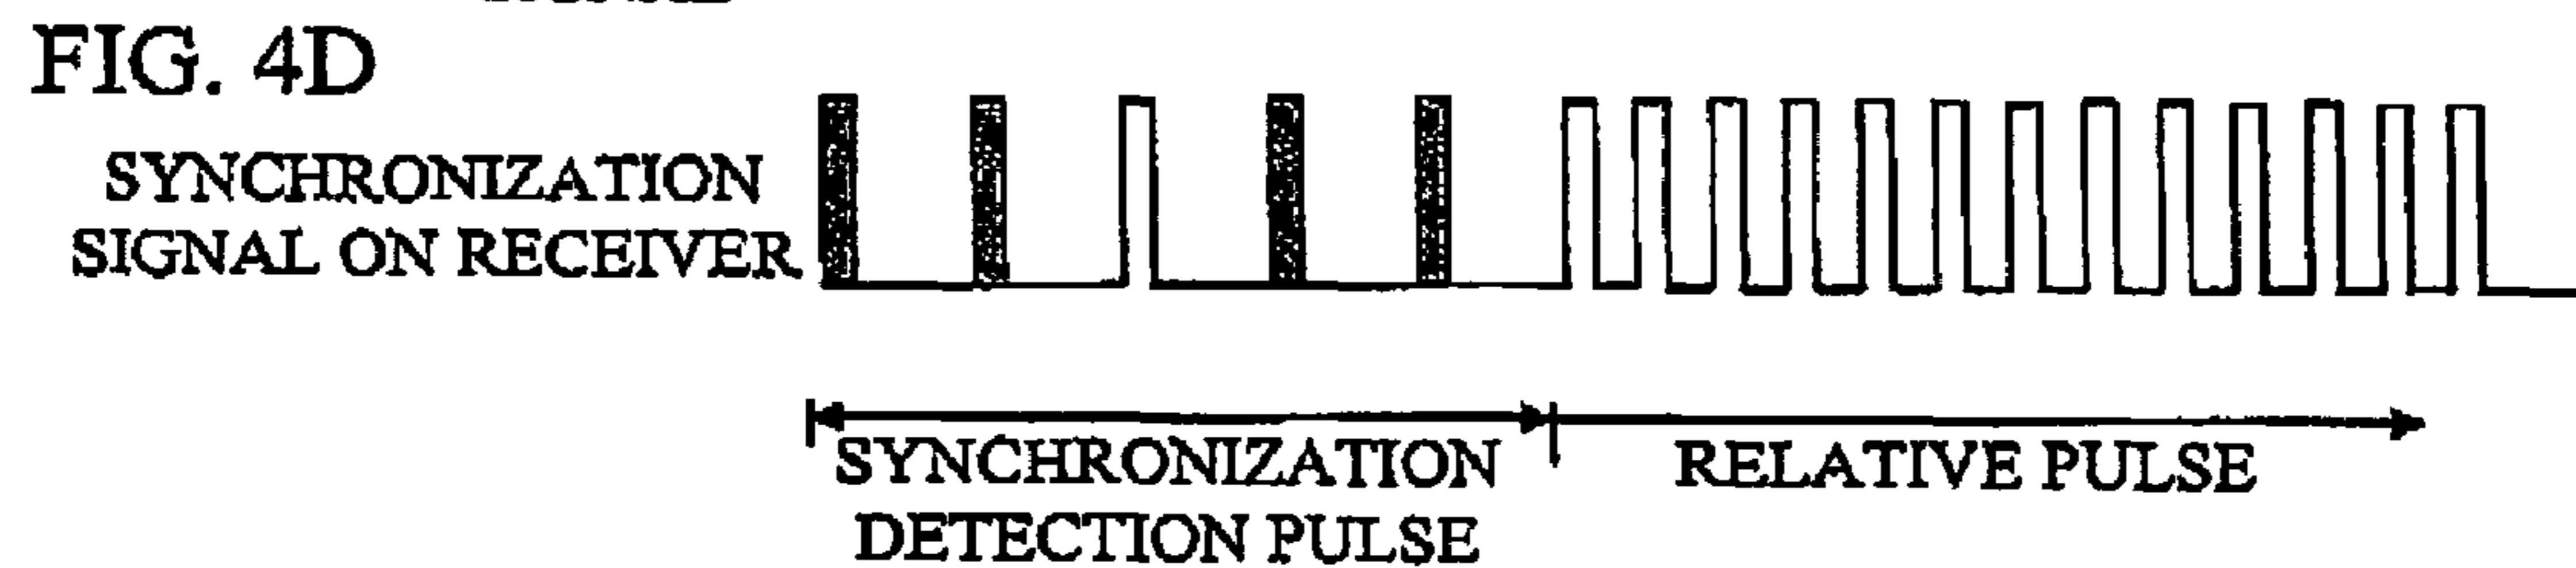 FIG. 4D
SYNCHRONIZATION
SIGNAL ON RECEIVER
SYNCHRONIZATION
DETECTION PULSE
RELATIVE PULSE